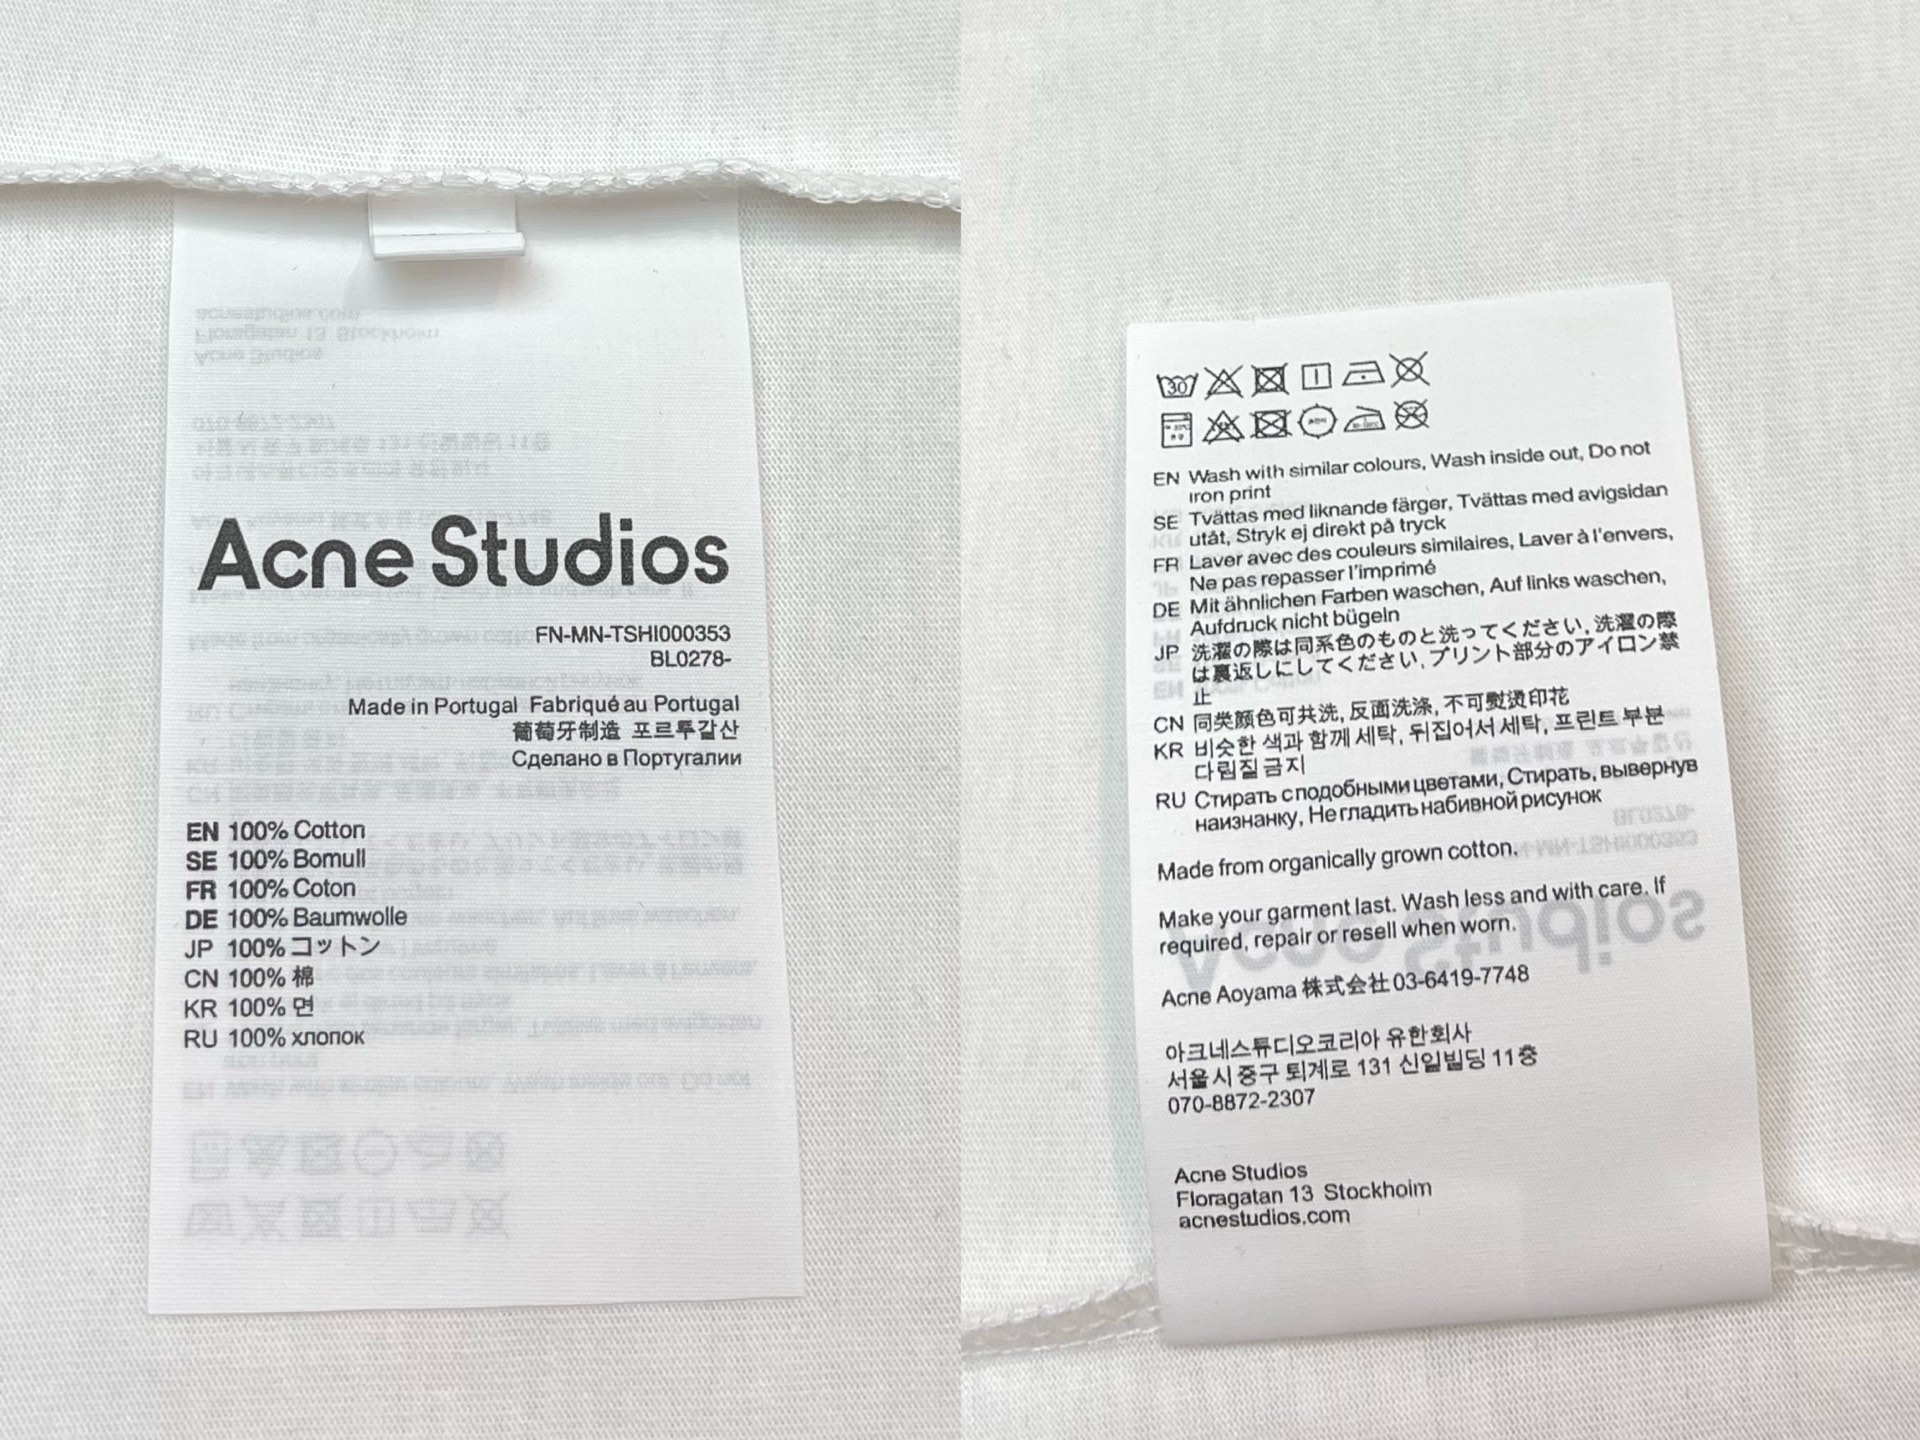 Acne Studios
FN-MN-TSHI000353
BL0278-
Made in Portugal Fabriqué au Portugal
葡萄牙制造 포르투갈산
Сделано в Португалии
EN 100% Cotton
SE 100% Bomull
FR 100% Coton
DE 100% Baumwolle
JP 100% コットン
CN 100% 棉
KR 100% 면
RU 100% хлопок
30
EN Wash with similar colours, Wash inside out, Do not
iron print
SE Tvättas med liknande färger, Tvättas med avigsidan
utåt, Stryk ej direkt på tryck
FR Laver avec des couleurs similaires, Laver à l'envers,
Ne pas repasser l'imprimé
DE Mit ähnlichen Farben waschen, Auf links waschen,
Aufdruck nicht bügeln
JP 洗濯の際は同系色のものと洗ってください, 洗濯の際
は裏返しにしてください, プリント部分のアイロン禁
止
CN 同类颜色可共洗, 反面洗涤, 不可熨烫印花
KR 비슷한 색과 함께 세탁, 뒤집어서 세탁, 프린트 부분
다림질 금지
RU Стирать с подобными цветами, Стирать, вывернув
наизнанку, Не гладить набивной рисунок
Made from organically grown cotton.
Make your garment last. Wash less and with care. If
required, repair or resell when worn.
Acne Aoyama 株式会社 03-6419-7748
아크네스튜디오코리아 유한회사
서울시 중구 퇴계로 131 신일빌딩 11층
070-8872-2307
Acne Studios
Floragatan 13 Stockholm
acnestudios.com